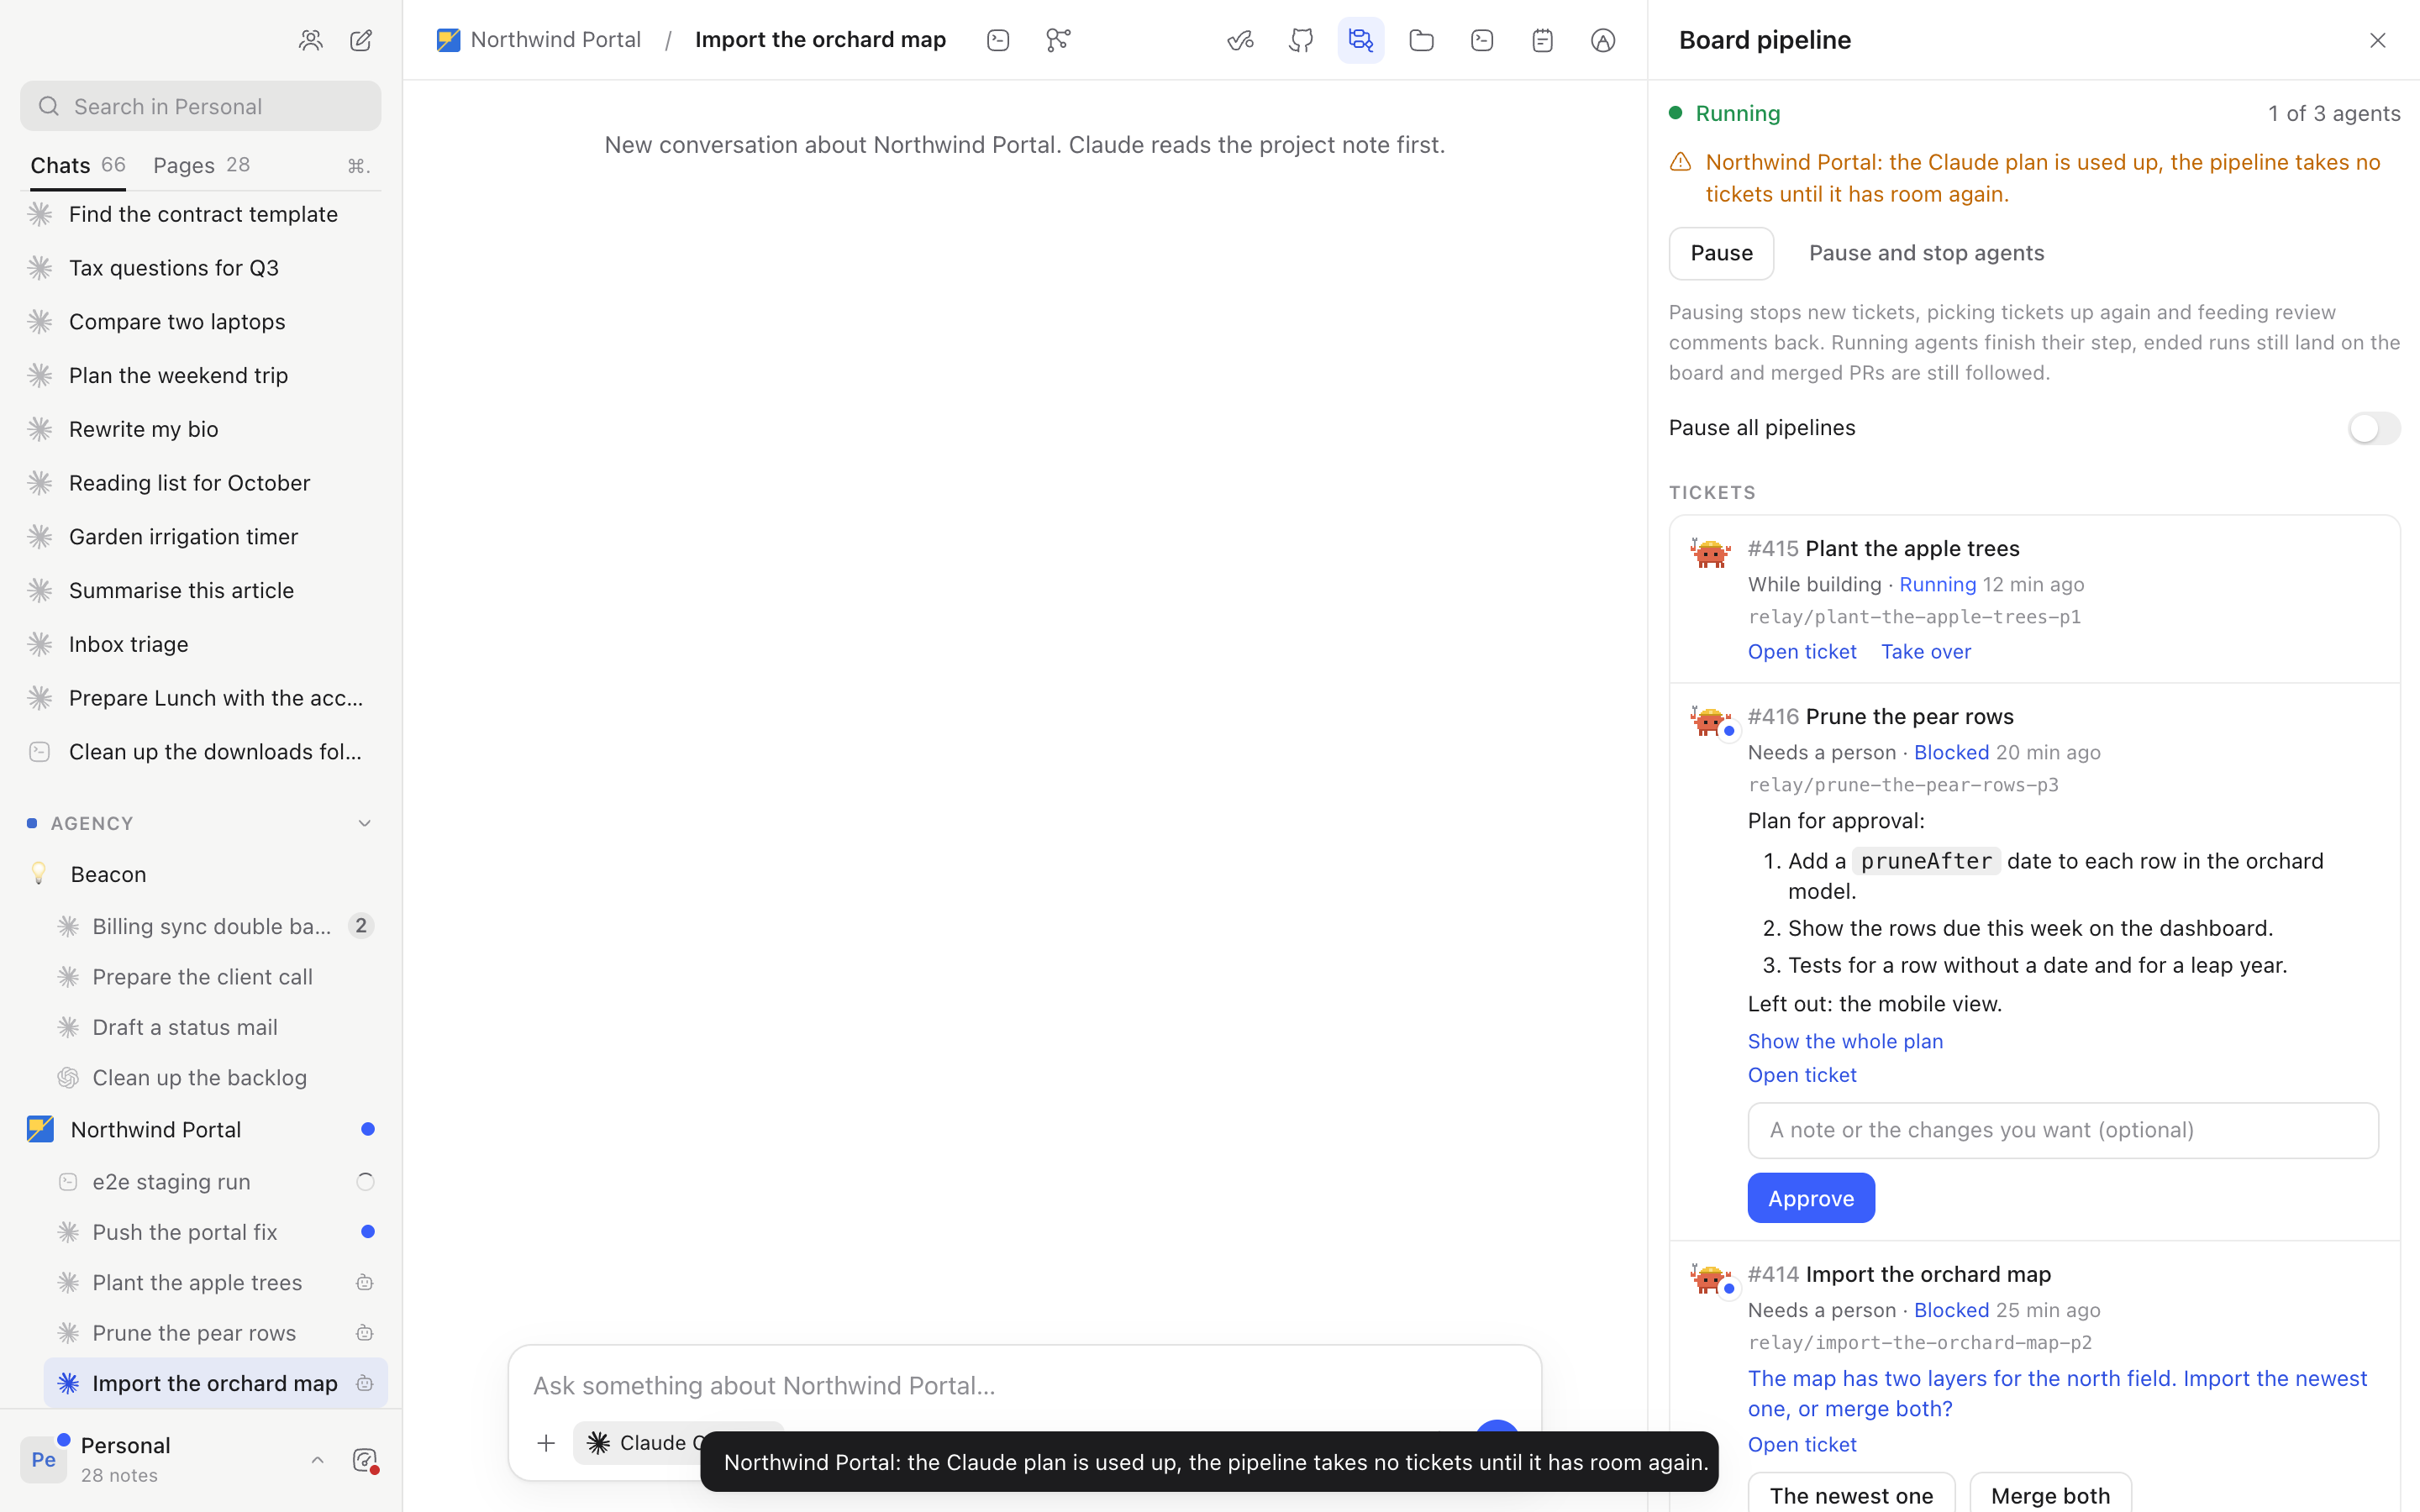 Search in Personal
Chats 66 Pages 28 ⌘.
Find the contract template
Tax questions for Q3
Compare two laptops
Plan the weekend trip
Rewrite my bio
Reading list for October
Garden irrigation timer
Summarise this article
Inbox triage
Prepare Lunch with the acc...
Clean up the downloads fol...
AGENCY
Beacon
Billing sync double ba... 2
Prepare the client call
Draft a status mail
Clean up the backlog
Northwind Portal
e2e staging run
Push the portal fix
Plant the apple trees
Prune the pear rows
Import the orchard map
Pe Personal
28 notes
Northwind Portal / Import the orchard map
New conversation about Northwind Portal. Claude reads the project note first.
Ask something about Northwind Portal...
Claude
Northwind Portal: the Claude plan is used up, the pipeline takes no tickets until it has room again.
Board pipeline
Running 1 of 3 agents
Northwind Portal: the Claude plan is used up, the pipeline takes no
tickets until it has room again.
Pause Pause and stop agents
Pausing stops new tickets, picking tickets up again and feeding review
comments back. Running agents finish their step, ended runs still land on the
board and merged PRs are still followed.
Pause all pipelines
TICKETS
#415 Plant the apple trees
While building · Running 12 min ago
relay/plant-the-apple-trees-p1
Open ticket Take over
#416 Prune the pear rows
Needs a person · Blocked 20 min ago
relay/prune-the-pear-rows-p3
Plan for approval:
1. Add a pruneAfter date to each row in the orchard
model.
2. Show the rows due this week on the dashboard.
3. Tests for a row without a date and for a leap year.
Left out: the mobile view.
Show the whole plan
Open ticket
A note or the changes you want (optional)
Approve
#414 Import the orchard map
Needs a person · Blocked 25 min ago
relay/import-the-orchard-map-p2
The map has two layers for the north field. Import the newest
one, or merge both?
Open ticket
The newest one Merge both